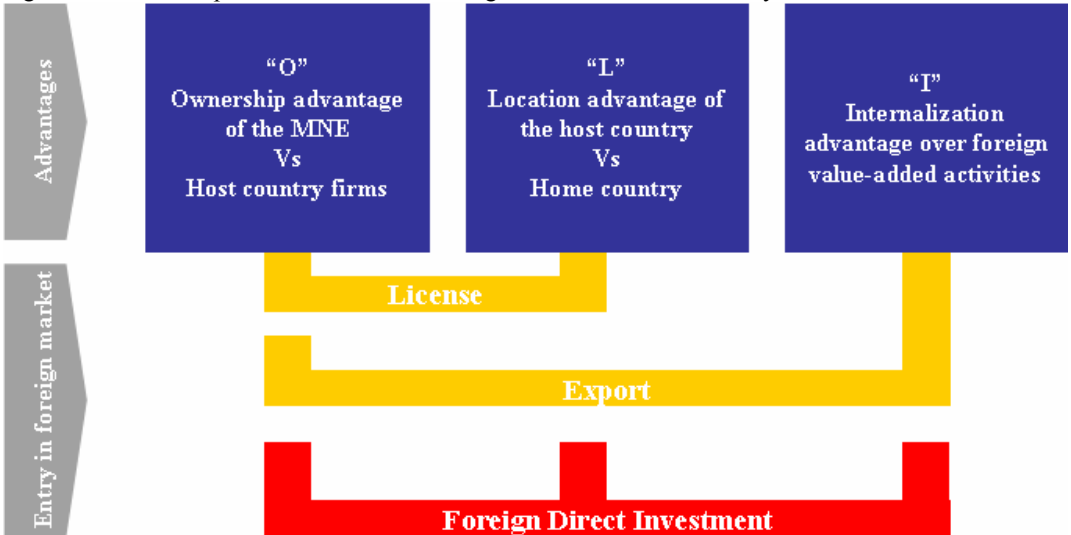 Advantages
“O”
Ownership advantage
of the MNE
Vs
Host country firms
“L”
Location advantage of
the host country
Vs
Home country
“I”
Internalization
advantage over foreign
value-added activities
Entry in foreign market
License
Export
Foreign Direct Investment